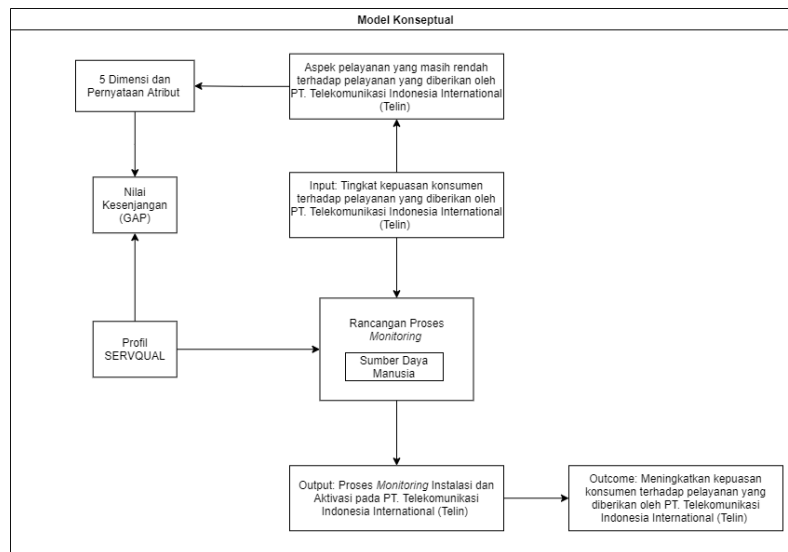 Model Konseptual
5 Dimensi dan
Pernyataan Atribut
Aspek pelayanan yang masih rendah
terhadap pelayanan yang diberikan oleh
PT. Telekomunikasi Indonesia International
(Telin)
Nilai
Kesenjangan
(GAP)
Input: Tingkat kepuasan konsumen
terhadap pelayanan yang diberikan oleh
PT. Telekomunikasi Indonesia International
(Telin)
Profil
SERVQUAL
Rancangan Proses
Monitoring
Sumber Daya
Manusia
Output: Proses Monitoring Instalasi dan
Aktivasi pada PT. Telekomunikasi
Indonesia International (Telin)
Outcome: Meningkatkan kepuasan
konsumen terhadap pelayanan yang
diberikan oleh PT. Telekomunikasi
Indonesia International (Telin)